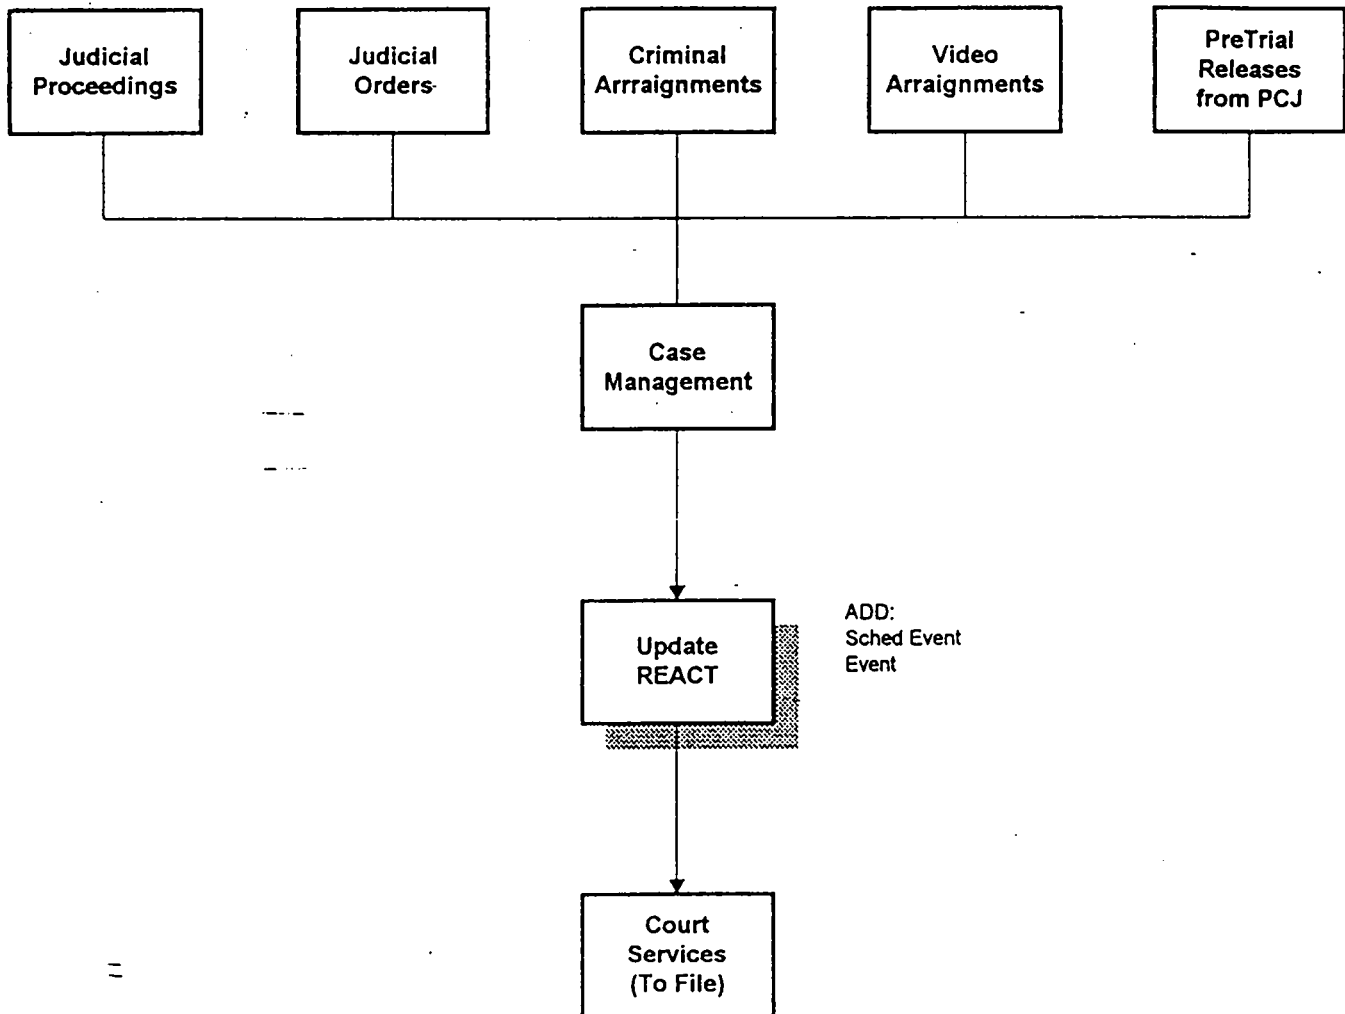 Judicial
Proceedings
Judicial
Orders
Criminal
Arrraignments
Video
Arraignments
PreTrial
Releases
from PCJ
Case
Management
Update
REACT
ADD:
Sched Event
Event
Court
Services
(To File)